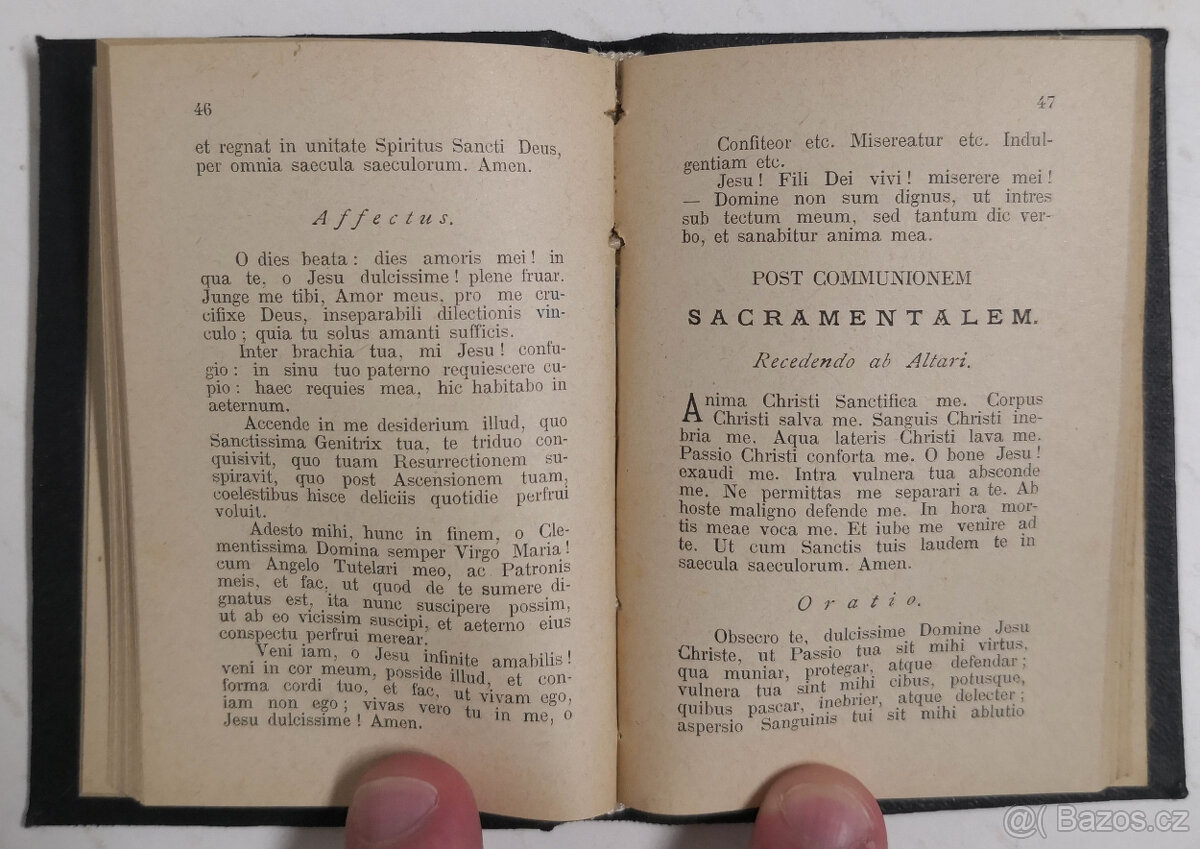 46
et regnat in unitate Spiritus Sancti Deus,
per omnia saecula saeculorum. Amen.
Affectus.
O dies beata : dies amoris mei ! in
qua te, o Jesu dulcissime ! plene fruar.
Junge me tibi, Amor meus, pro me cru-
cifixe Deus, inseparabili dilectionis vin-
culo ; quia tu solus amanti sufficis.
Inter brachia tua, mi Jesu ! confu-
gio : in sinu tuo paterno requiescere cu-
pio : haec requies mea, hic habitabo in
aeternum.
Accende in me desiderium illud, quo
Sanctissima Genitrix tua, te triduo con-
quisivit, quo tuam Resurrectionem su-
spiravit, quo post Ascensionem tuam,
coelestibus hisce deliciis quotidie perfrui
voluit.
Adesto mihi, hunc in finem, o Cle-
mentissima Domina semper Virgo Maria !
cum Angelo Tutelari meo, ac Patronis
meis, et fac, ut quod de te sumere di-
gnatus est, ita nunc suscipere possim,
ut ab eo vicissim suscipi, et aeterno eius
conspectu perfrui merear.
Veni iam, o Jesu infinite amabilis !
veni in cor meum, posside illud, et con-
forma cordi tuo, et fac, ut vivam ego,
iam non ego ; vivas vero tu in me, o
Jesu dulcissime ! Amen.
47
Confiteor etc. Misereatur etc. Indul-
gentiam etc.
Jesu ! Fili Dei vivi ! miserere mei !
— Domine non sum dignus, ut intres
sub tectum meum, sed tantum dic ver-
bo, et sanabitur anima mea.
POST COMMUNIONEM
SACRAMENTALEM.
Recedendo ab Altari.
Anima Christi Sanctifica me. Corpus
Christi salva me. Sanguis Christi ine-
bria me. Aqua lateris Christi lava me.
Passio Christi conforta me. O bone Jesu !
exaudi me. Intra vulnera tua absconde
me. Ne permittas me separari a te. Ab
hoste maligno defende me. In hora mor-
tis meae voca me. Et iube me venire ad
te. Ut cum Sanctis tuis laudem te in
saecula saeculorum. Amen.
Oratio.
Obsecro te, dulcissime Domine Jesu
Christe, ut Passio tua sit mihi virtus,
qua muniar, protegar, atque defendar ;
vulnera tua sint mihi cibus, potusque,
quibus pascar, inebrier, atque delecter ;
aspersio Sanguinis tui sit mihi ablutio
@( Bazos.cz